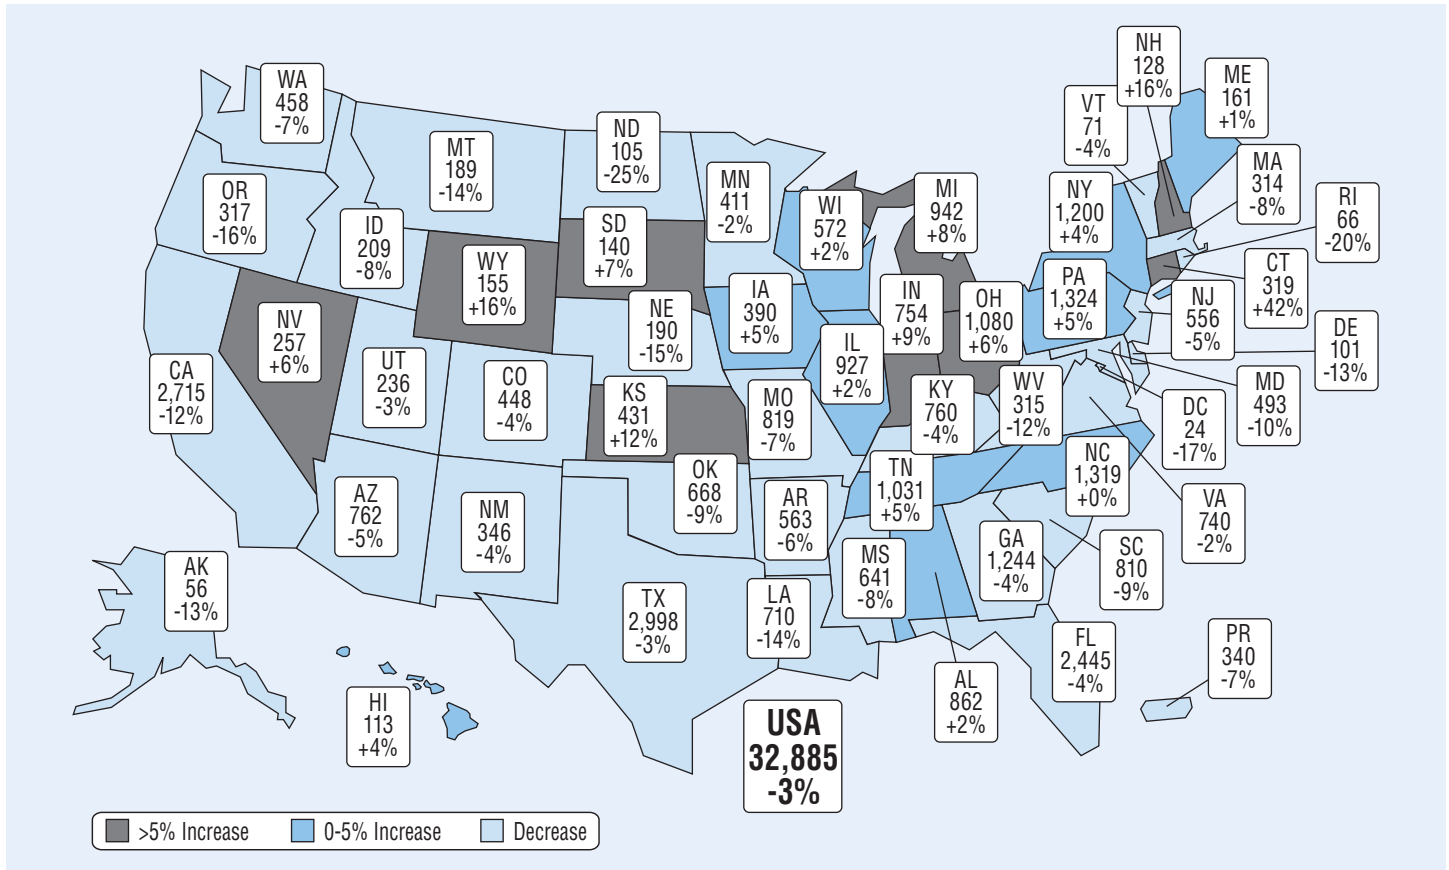 NH
128
+16%
ME
161
+1%
WA
458
-7%
VT
71
-4%
ND
105
-25%
MT
189
-14%
MA
314
-8%
MN
411
-2%
OR
317
-16%
NY
1,200
+4%
MI
942
+8%
RI
66
-20%
WI
572
+2%
ID
209
-8%
SD
140
+7%
WY
155
+16%
CT
319
+42%
PA
1,324
+5%
IA
390
+5%
IN
754
+9%
OH
1,080
+6%
NJ
556
-5%
NE
190
-15%
NV
257
+6%
DE
101
-13%
IL
927
+2%
UT
236
-3%
CA
2,715
-12%
CO
448
-4%
KS
431
+12%
MO
819
-7%
KY
760
-4%
WV
315
-12%
MD
493
-10%
DC
24
-17%
NC
1,319
+0%
TN
1,031
+5%
OK
668
-9%
AZ
762
-5%
NM
346
-4%
AR
563
-6%
VA
740
-2%
GA
1,244
-4%
SC
810
-9%
MS
641
-8%
AK
56
-13%
TX
2,998
-3%
LA
710
-14%
FL
2,445
-4%
PR
340
-7%
AL
862
+2%
HI
113
+4%
USA
32,885
-3%
>5% Increase
0-5% Increase
Decrease